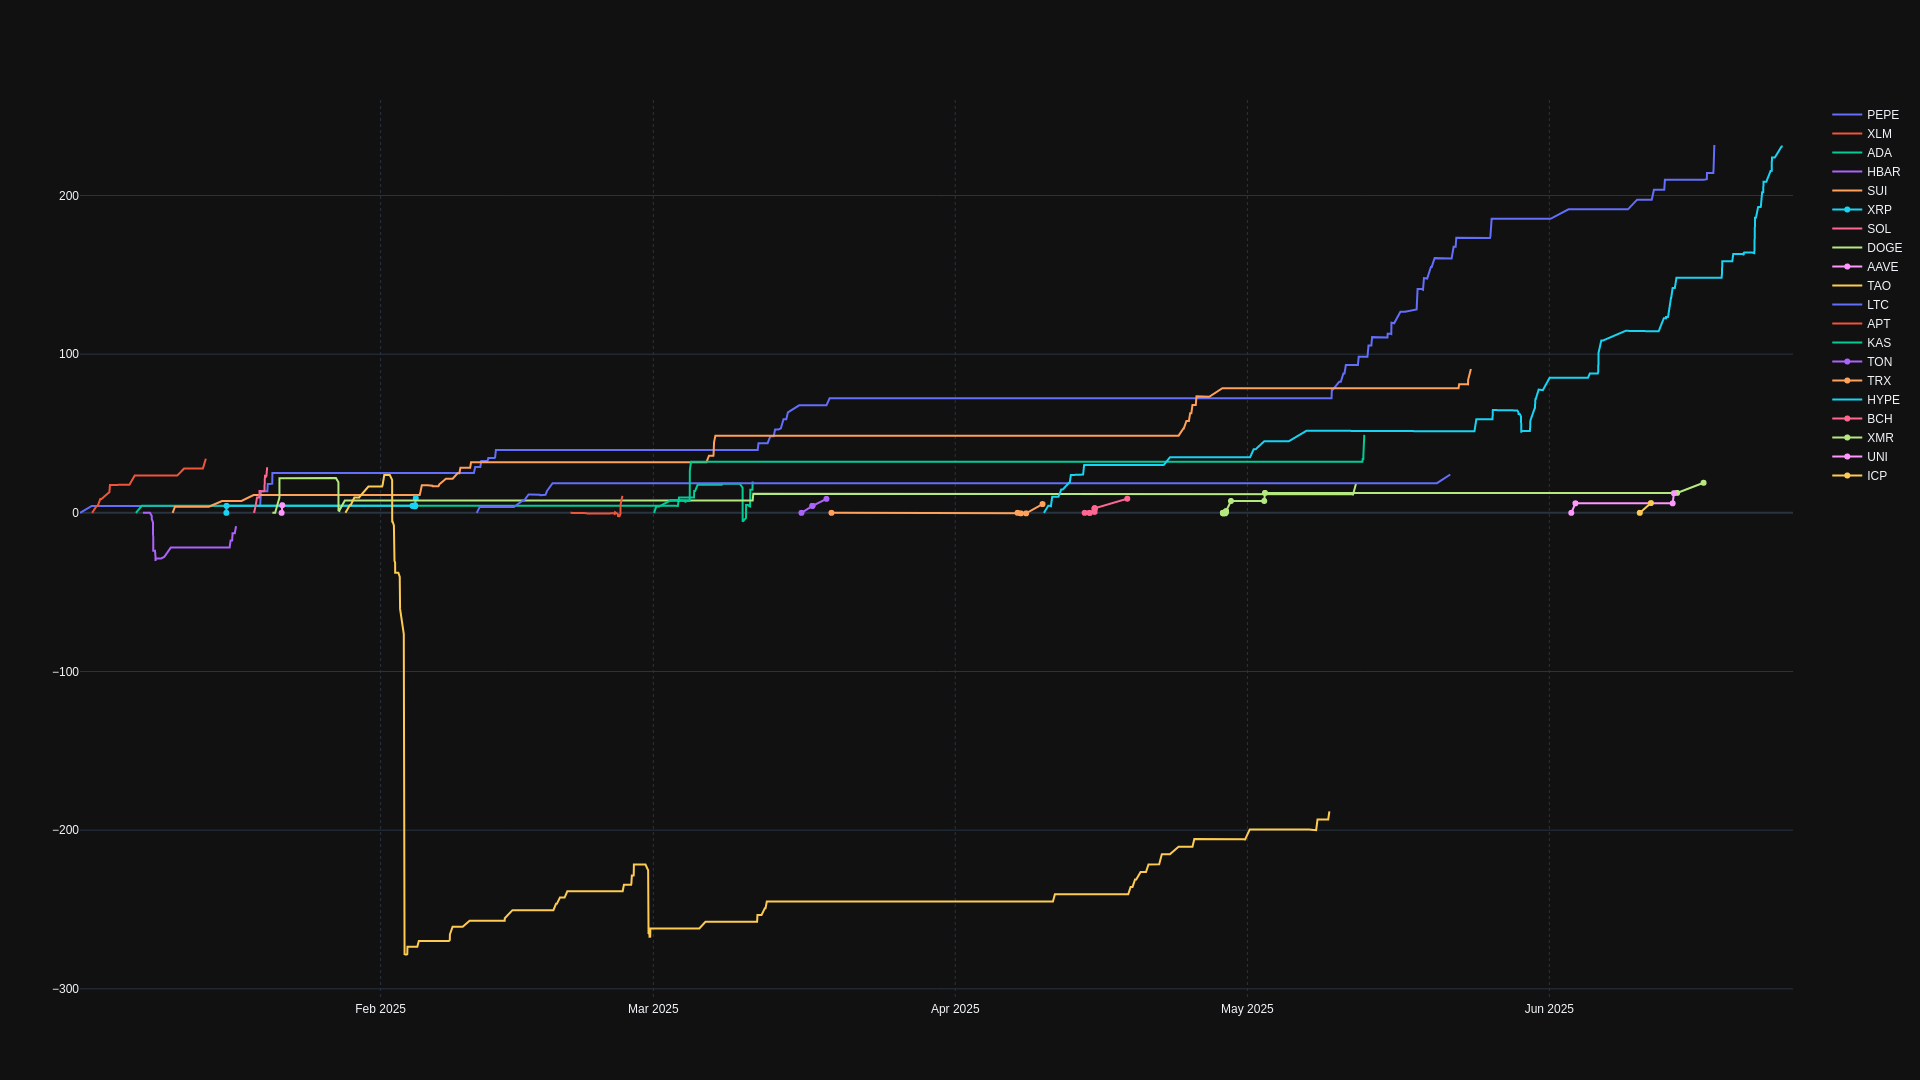 200
100
0
−100
−200
−300
Feb 2025
Mar 2025
Apr 2025
May 2025
Jun 2025
PEPE
XLM
ADA
HBAR
SUI
XRP
SOL
DOGE
AAVE
TAO
LTC
APT
KAS
TON
TRX
HYPE
BCH
XMR
UNI
ICP